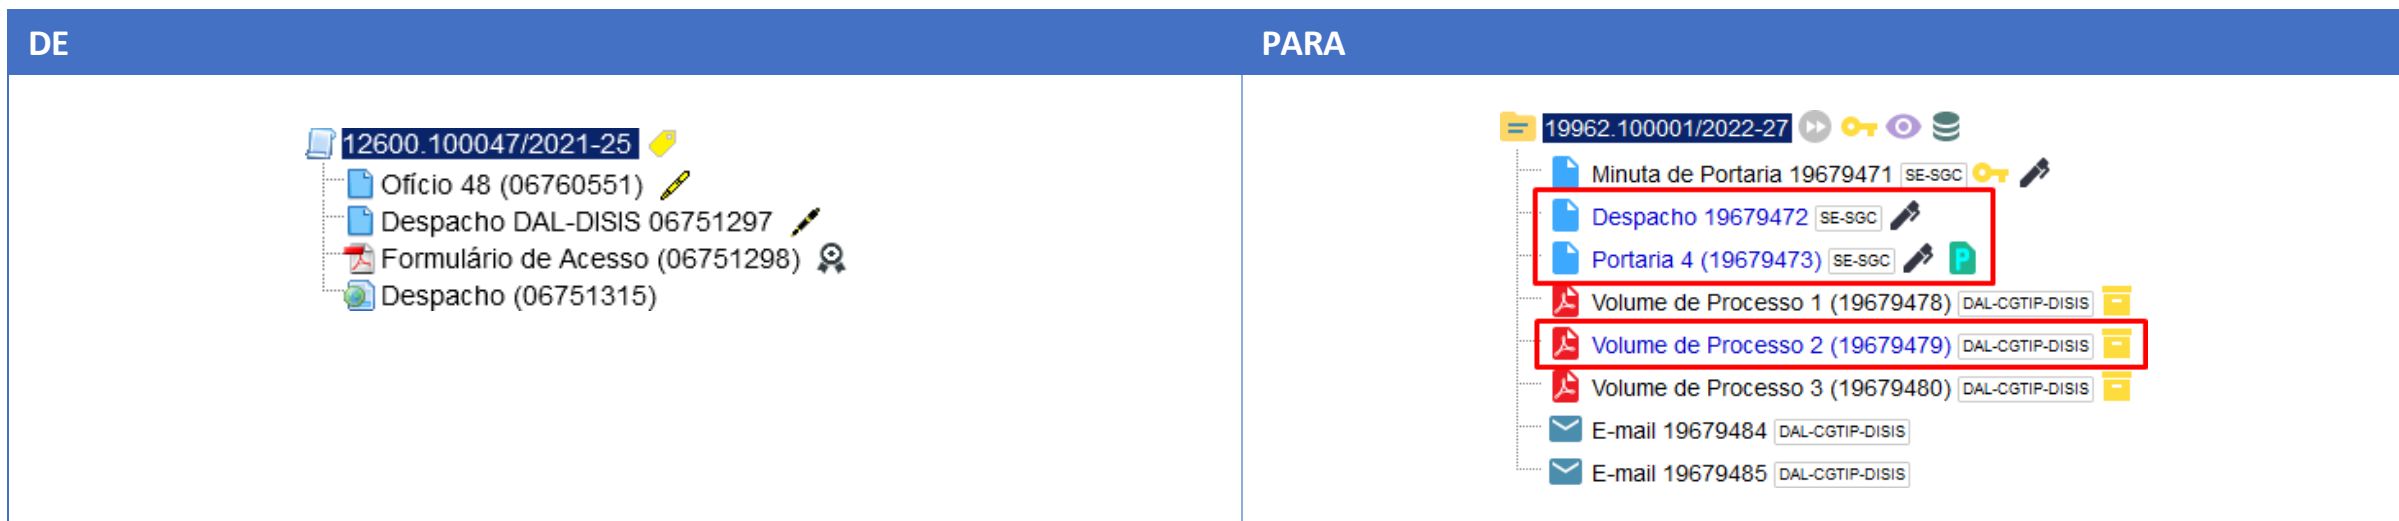 DE
PARA
12600.100047/2021-25
Ofício 48 (06760551)
Despacho DAL-DISIS 06751297
Formulário de Acesso (06751298)
Despacho (06751315)
19962.100001/2022-27
Minuta de Portaria 19679471 SE-SGC
Despacho 19679472 SE-SGC
Portaria 4 (19679473) SE-SGC P
Volume de Processo 1 (19679478) DAL-CGTIP-DISIS
Volume de Processo 2 (19679479) DAL-CGTIP-DISIS
Volume de Processo 3 (19679480) DAL-CGTIP-DISIS
E-mail 19679484 DAL-CGTIP-DISIS
E-mail 19679485 DAL-CGTIP-DISIS